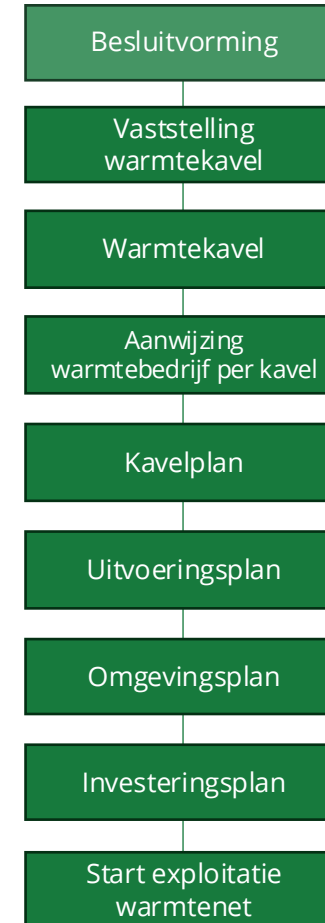 Besluitvorming
Vaststelling
warmtekavel
Warmtekavel
Aanwijzing
warmtebedrijf per kavel
Kavelplan
Uitvoeringsplan
Omgevingsplan
Investeringsplan
Start exploitatie
warmtenet